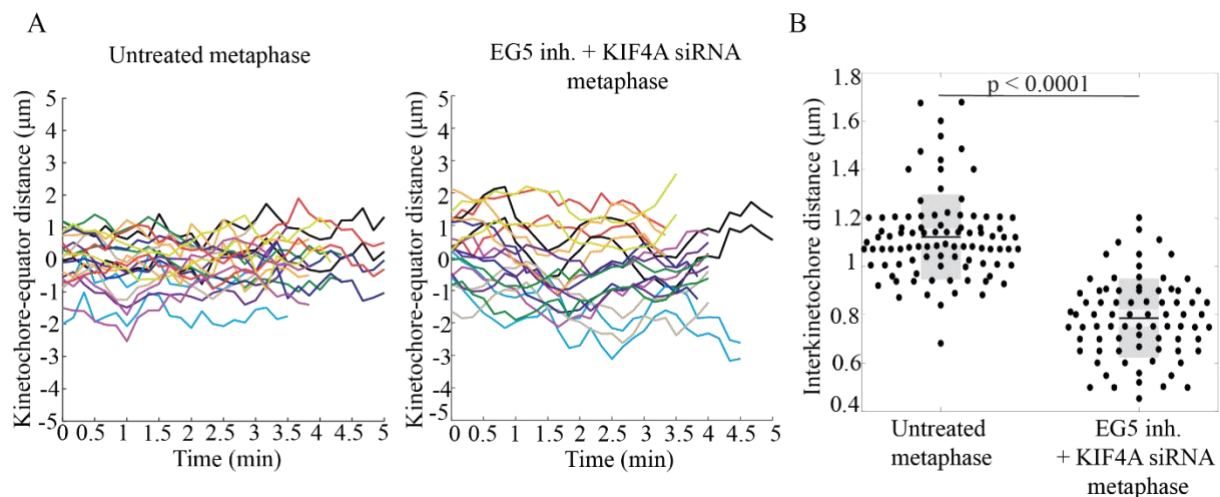 A
Untreated metaphase
Kinetochore-equator distance (μm)
5
4
3
2
1
0
-1
-2
-3
-4
-5
0 0.5 1 1.5 2 2.5 3 3.5 4 4.5 5
Time (min)
EG5 inh. + KIF4A siRNA
metaphase
Kinetochore-equator distance (μm)
5
4
3
2
1
0
-1
-2
-3
-4
-5
0 0.5 1 1.5 2 2.5 3 3.5 4 4.5 5
Time (min)
B
Interkinetochore distance (μm)
1.8
1.6
1.4
1.2
1
0.8
0.6
0.4
p < 0.0001
Untreated
metaphase
EG5 inh.
+ KIF4A siRNA
metaphase